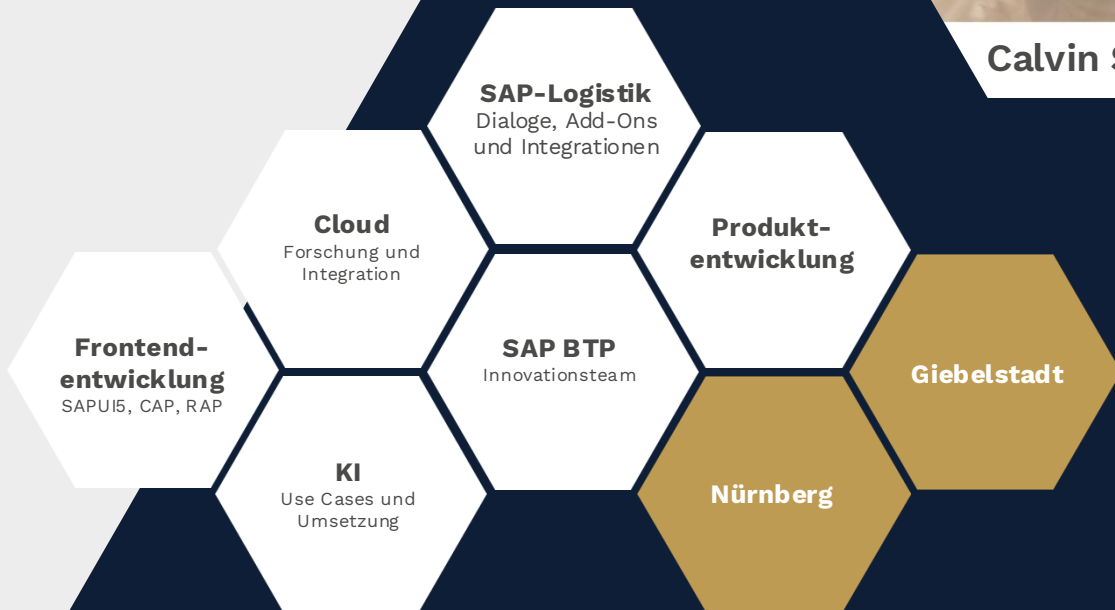 Calvin
SAP-Logistik
Dialoge, Add-Ons
und Integrationen
Cloud
Forschung und
Integration
Produkt-
entwicklung
Frontend-
entwicklung
SAPUI5, CAP, RAP
SAP BTP
Innovationsteam
Giebelstadt
KI
Use Cases und
Umsetzung
Nürnberg